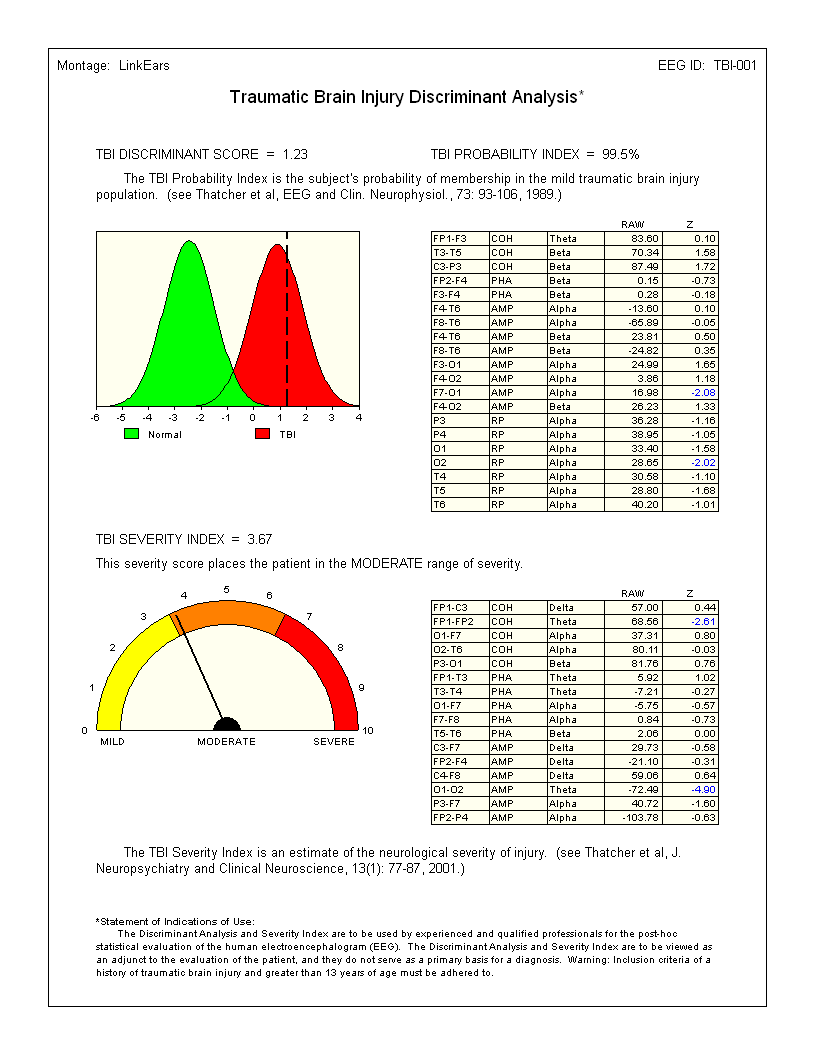 Montage: LinkEars
EEG ID: TBI-001
Traumatic Brain Injury Discriminant Analysis*
TBI DISCRIMINANT SCORE = 1.23
TBI PROBABILITY INDEX = 99.5%
The TBI Probability Index is the subject's probability of membership in the mild traumatic brain injury
population. (see Thatcher et al, EEG and Clin. Neurophysiol., 73: 93-106, 1989.)
-6 -5 -4 -3 -2 -1 0 1 2 3 4
Normal TBI
RAW Z
FP1-F3 COH Theta 83.60 0.10
T3-T5 COH Beta 70.34 1.58
C3-P3 COH Beta 87.49 1.72
FP2-F4 PHA Beta 0.15 -0.73
F3-F4 PHA Beta 0.28 -0.18
F4-T6 AMP Alpha -13.60 0.10
F8-T6 AMP Alpha -65.89 -0.05
F4-T6 AMP Beta 23.81 0.50
F8-T6 AMP Beta -24.82 0.35
F3-O1 AMP Alpha 24.99 1.65
F4-O2 AMP Alpha 3.86 1.18
F7-O1 AMP Alpha 16.98 -2.08
F4-O2 AMP Beta 26.23 1.33
P3 RP Alpha 36.28 -1.16
P4 RP Alpha 38.95 -1.05
O1 RP Alpha 33.40 -1.58
O2 RP Alpha 28.65 -2.02
T4 RP Alpha 30.58 -1.10
T5 RP Alpha 28.80 -1.68
T6 RP Alpha 40.20 -1.01
TBI SEVERITY INDEX = 3.67
This severity score places the patient in the MODERATE range of severity.
0 1 2 3 4 5 6 7 8 9 10
MILD MODERATE SEVERE
RAW Z
FP1-C3 COH Delta 57.00 0.44
FP1-FP2 COH Theta 68.56 -2.61
O1-F7 COH Alpha 37.31 0.80
O2-T6 COH Alpha 80.11 -0.03
P3-O1 COH Beta 81.76 0.76
FP1-T3 PHA Theta 5.92 1.02
T3-T4 PHA Theta -7.21 -0.27
O1-F7 PHA Alpha -5.75 -0.57
F7-F8 PHA Alpha 0.84 -0.73
T5-T6 PHA Beta 2.06 0.00
C3-F7 AMP Delta 29.73 -0.58
FP2-F4 AMP Delta -21.10 -0.31
C4-F8 AMP Delta 59.06 0.64
O1-O2 AMP Theta -72.49 -4.90
P3-F7 AMP Alpha 40.72 -1.60
FP2-P4 AMP Alpha -103.78 -0.63
The TBI Severity Index is an estimate of the neurological severity of injury. (see Thatcher et al, J.
Neuropsychiatry and Clinical Neuroscience, 13(1): 77-87, 2001.)
*Statement of Indications of Use:
The Discriminant Analysis and Severity Index are to be used by experienced and qualified professionals for the post-hoc
statistical evaluation of the human electroencephalogram (EEG). The Discriminant Analysis and Severity Index are to be viewed as
an adjunct to the evaluation of the patient, and they do not serve as a primary basis for a diagnosis. Warning: Inclusion criteria of a
history of traumatic brain injury and greater than 13 years of age must be adhered to.